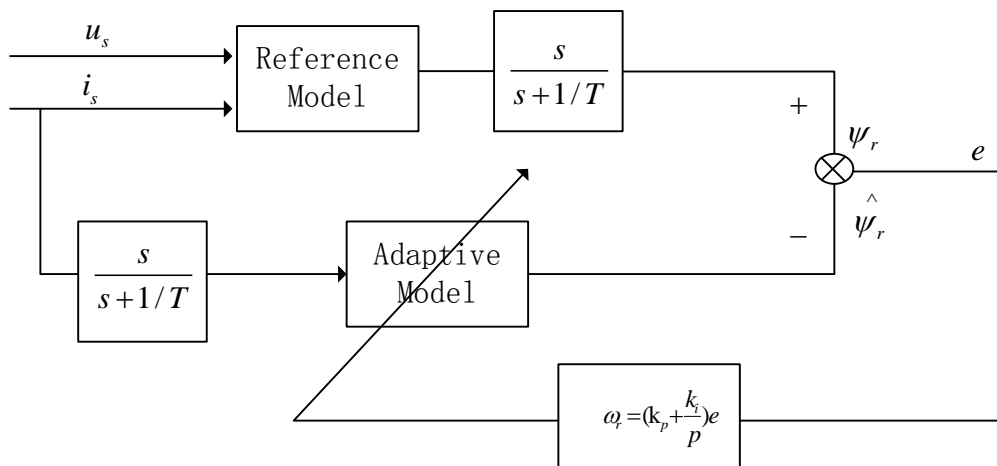 u_s
Reference
Model
s
s+1/T
i_s
+
ψ_r
e
ψ̂_r
−
s
s+1/T
Adaptive
Model
ω_r=(k_p+k_i/p)e